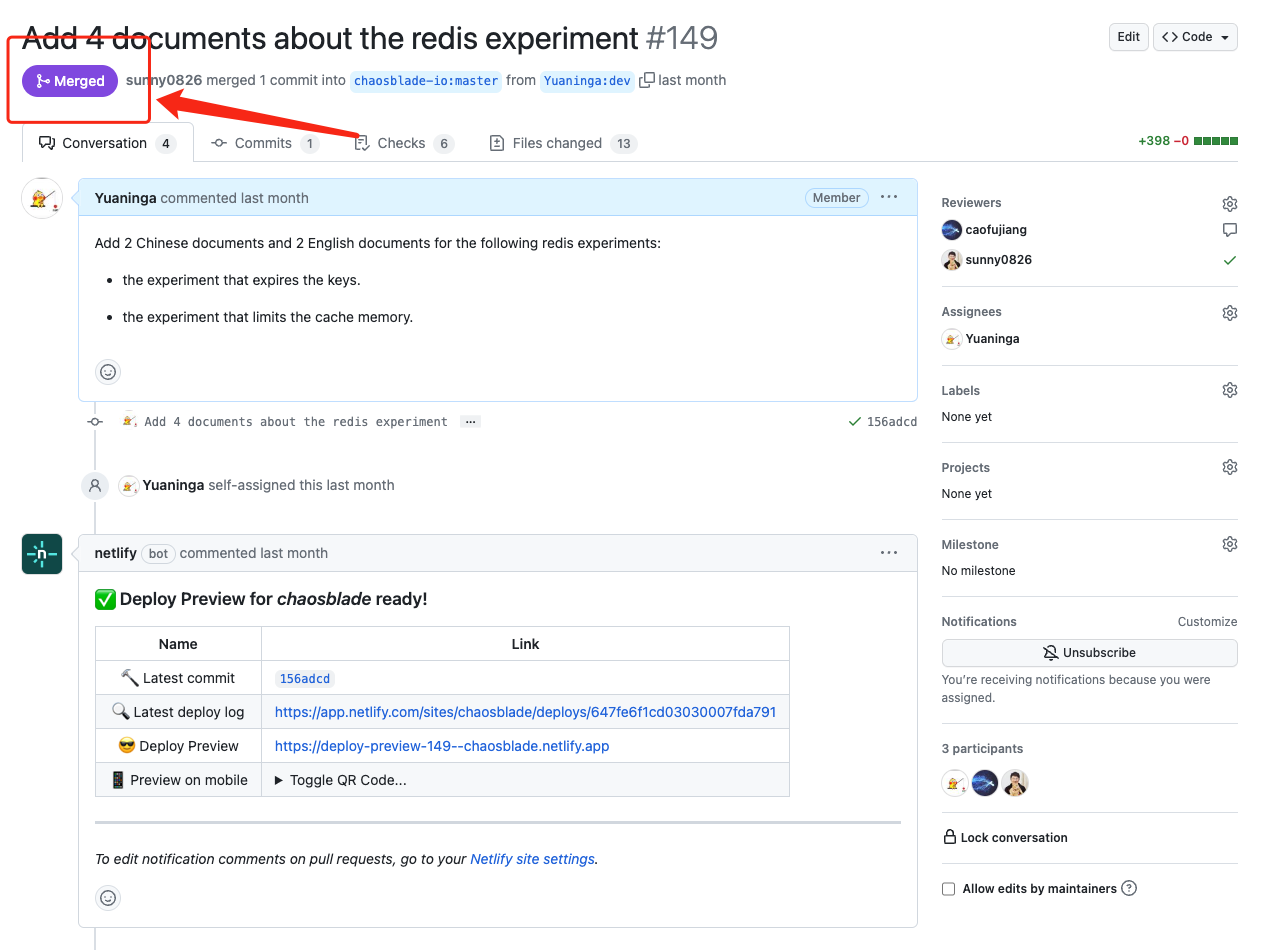 Add 4 documents about the redis experiment #149
Edit
Code
Merged
sunny0826 merged 1 commit into chaosblade-io:master from Yuaninga:dev last month
Conversation 4
Commits 1
Checks 6
Files changed 13
+398 −0
Yuaninga commented last month
Member
Add 2 Chinese documents and 2 English documents for the following redis experiments:
the experiment that expires the keys.
the experiment that limits the cache memory.
Add 4 documents about the redis experiment
156adcd
Yuaninga self-assigned this last month
netlify bot commented last month
Deploy Preview for chaosblade ready!
Name Link
Latest commit 156adcd
Latest deploy log https://app.netlify.com/sites/chaosblade/deploys/647fe6f1cd03030007fda791
Deploy Preview https://deploy-preview-149--chaosblade.netlify.app
Preview on mobile Toggle QR Code...
To edit notification comments on pull requests, go to your Netlify site settings.
Reviewers
caofujiang
sunny0826
Assignees
Yuaninga
Labels
None yet
Projects
None yet
Milestone
No milestone
Notifications
Customize
Unsubscribe
You’re receiving notifications because you were
assigned.
3 participants
Lock conversation
Allow edits by maintainers